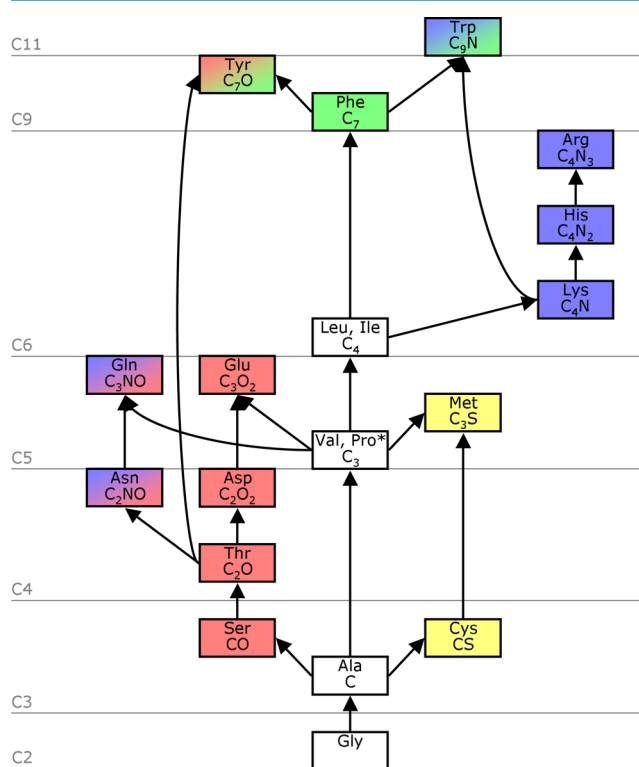 Trp
C₉N
C11
Tyr
C₇O
Phe
C₇
C9
Arg
C₄N₃
His
C₄N₂
Lys
C₄N
Leu, Ile
C₄
C6
Gln
C₃NO
Glu
C₃O₂
Met
C₃S
Val, Pro*
C₃
C5
Asn
C₂NO
Asp
C₂O₂
Thr
C₂O
C4
Ser
CO
Cys
CS
Ala
C
C3
Gly
C2